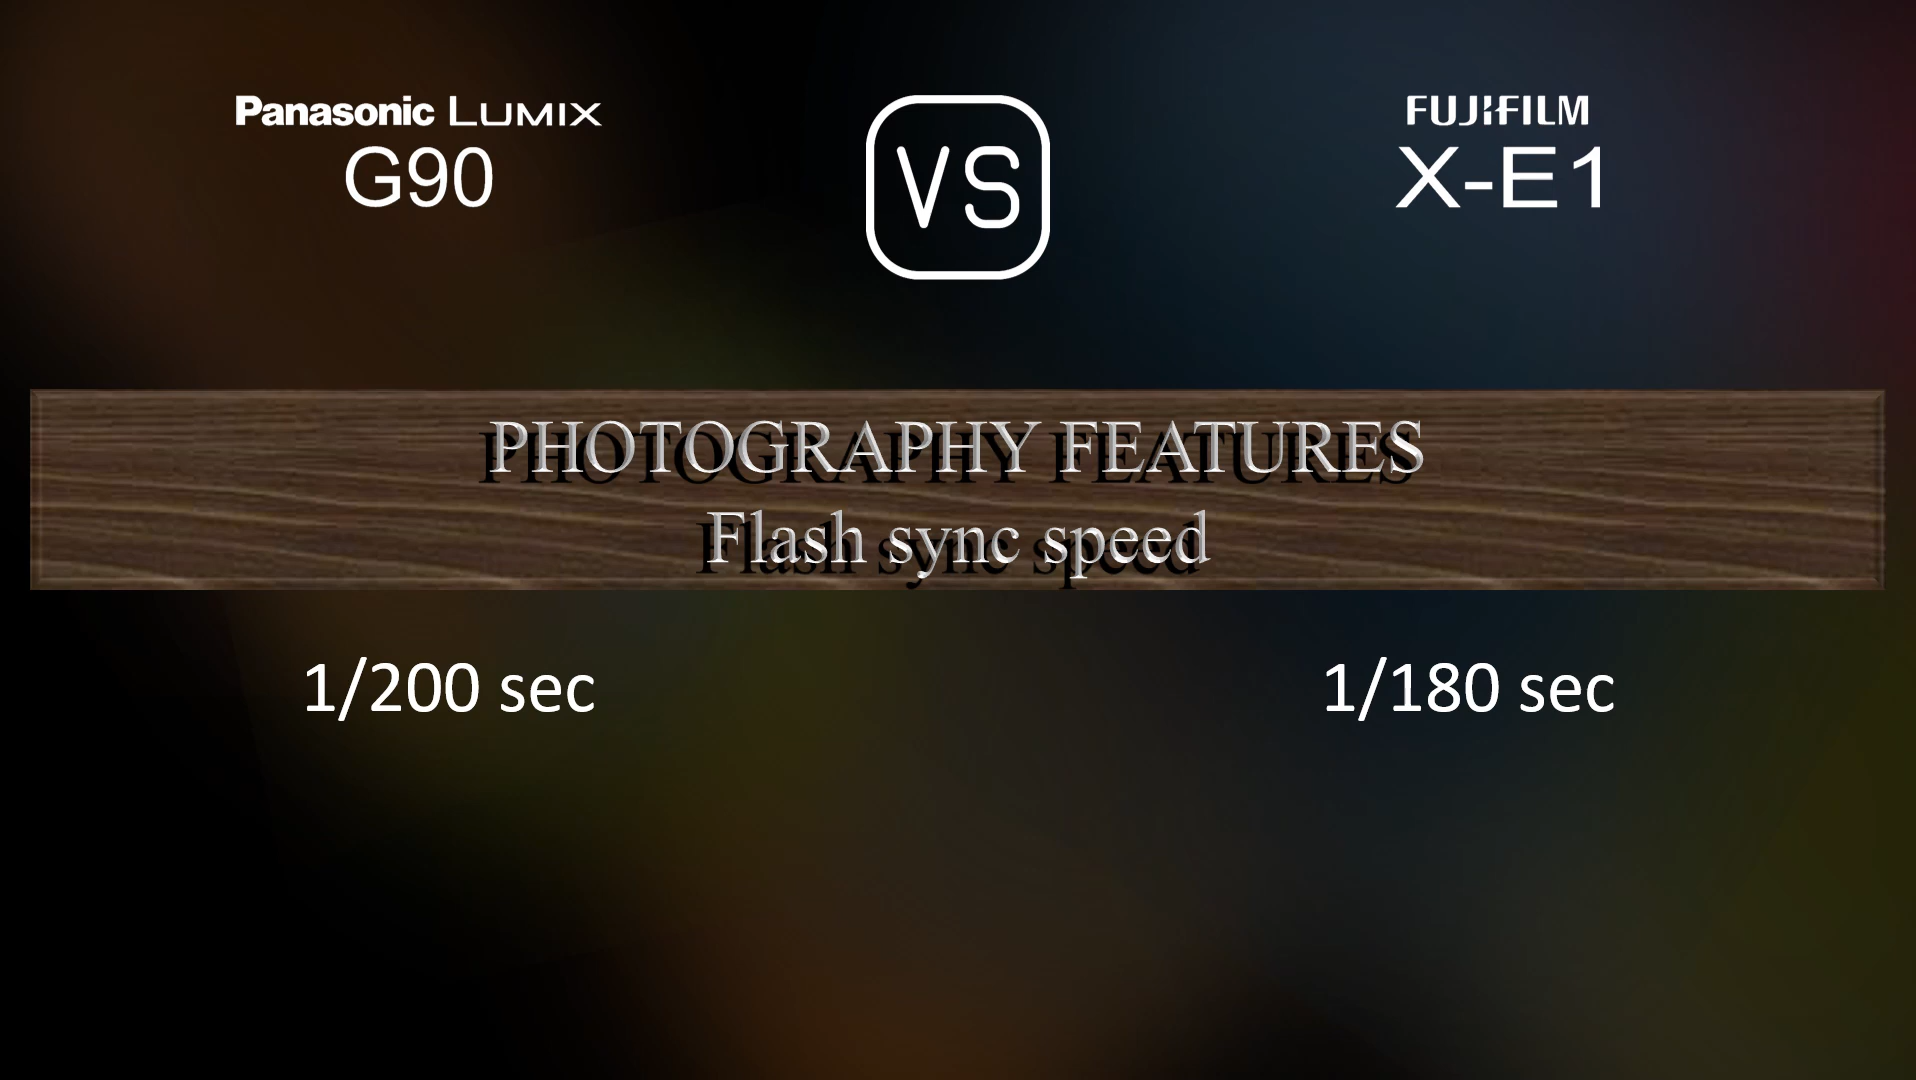 Panasonic LUMIX
G90
VS
FUJIFILM
X-E1
PHOTOGRAPHY FEATURES
Flash sync speed
1/200 sec
1/180 sec